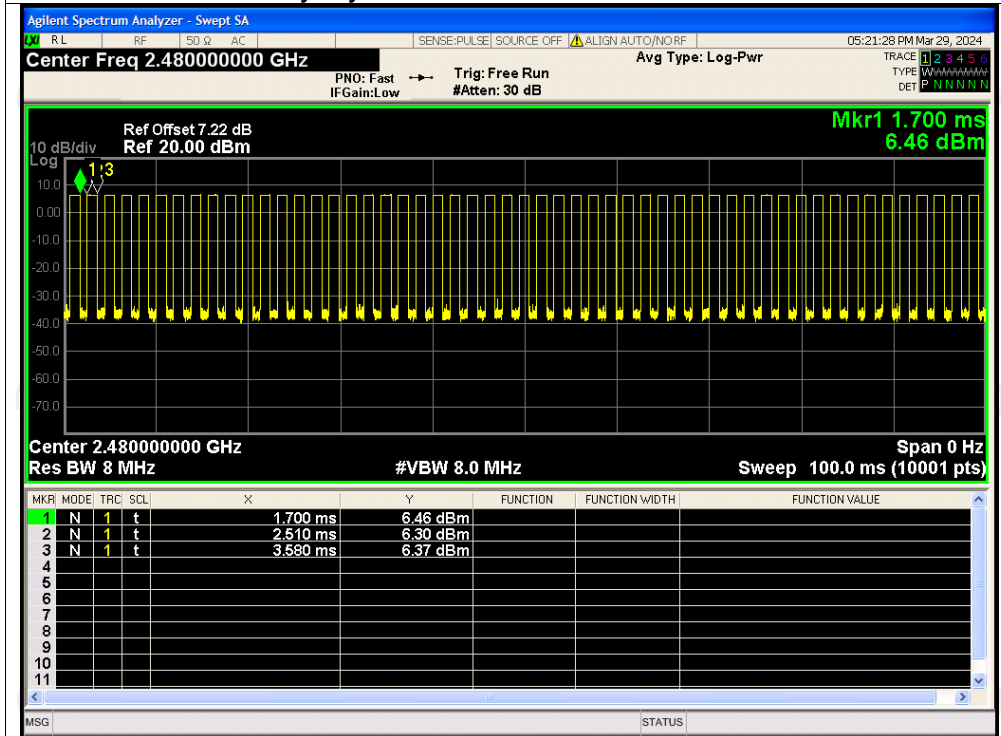 Agilent Spectrum Analyzer - Swept SA
LXI RL RF 50 Ω AC SENSE:PULSE SOURCE OFF ALIGN AUTO/NO RF 05:21:28 PM Mar 29, 2024
Center Freq 2.480000000 GHz Avg Type: Log-Pwr TRACE 1 2 3 4 5 6
PNO: Fast Trig: Free Run TYPE WWWWWW
IFGain:Low #Atten: 30 dB DET P N N N N N
Mkr1 1.700 ms
Ref Offset 7.22 dB
10 dB/div Ref 20.00 dBm 6.46 dBm
Log
1 3
10.0
0.00
-10.0
-20.0
-30.0
-40.0
-50.0
-60.0
-70.0
Center 2.480000000 GHz Span 0 Hz
Res BW 8 MHz #VBW 8.0 MHz Sweep 100.0 ms (10001 pts)
MKR MODE TRC SCL X Y FUNCTION FUNCTION WIDTH FUNCTION VALUE
1 N 1 t 1.700 ms 6.46 dBm
2 N 1 t 2.510 ms 6.30 dBm
3 N 1 t 3.580 ms 6.37 dBm
4
5
6
7
8
9
10
11
MSG STATUS